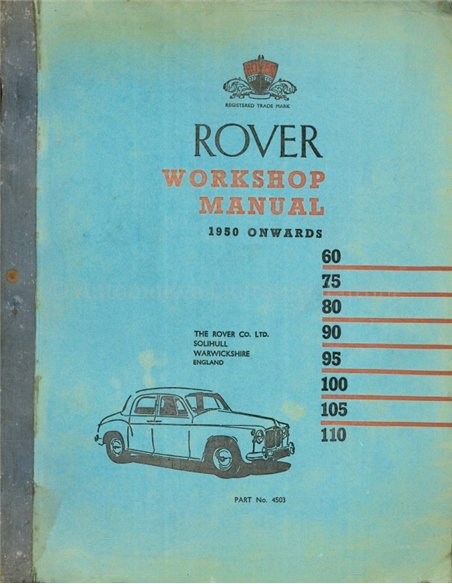 ROVER
REGISTERED TRADE MARK
ROVER
WORKSHOP
MANUAL
1950 ONWARDS
60
75
80
90
95
100
105
110
THE ROVER CO. LTD.
SOLIHULL
WARWICKSHIRE
ENGLAND
PART No. 4503